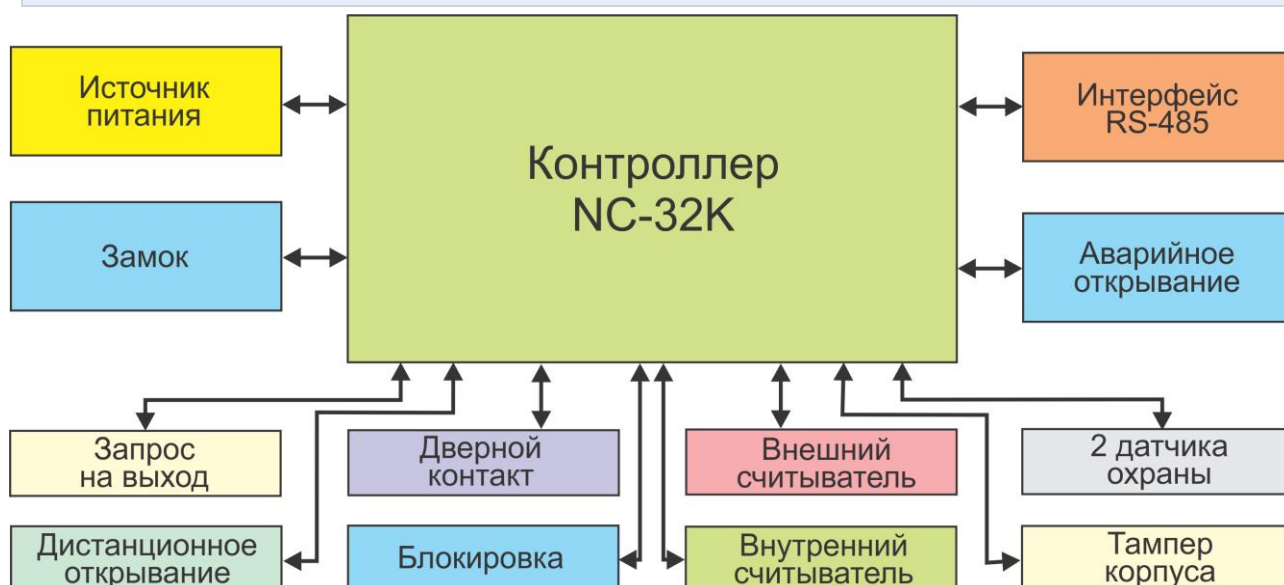 Источник
питания
Контроллер
NC-32K
Интерфейс
RS-485
Замок
Аварийное
открывание
Запрос
на выход
Дверной
контакт
Внешний
считыватель
2 датчика
охраны
Дистанционное
открывание
Блокировка
Внутренний
считыватель
Тампер
корпуса